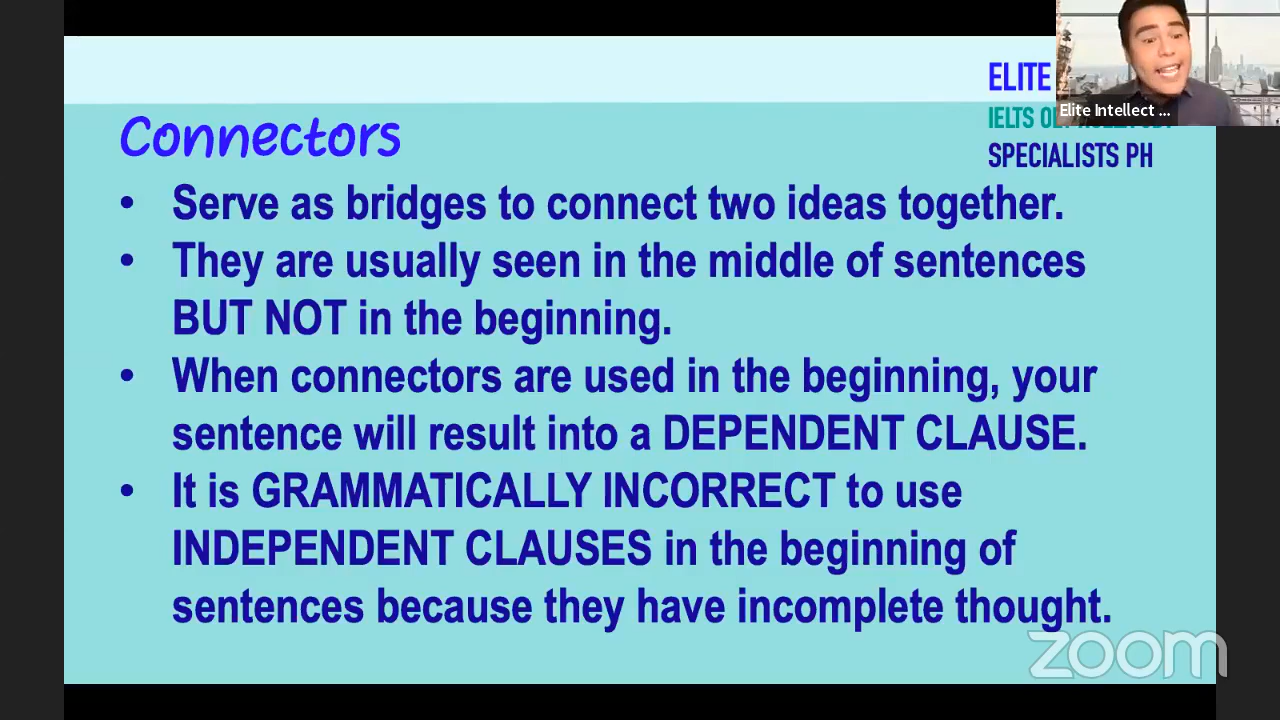 ELITE
Elite Intellect ...
SPECIALISTS PH
Connectors
• Serve as bridges to connect two ideas together.
• They are usually seen in the middle of sentences
BUT NOT in the beginning.
• When connectors are used in the beginning, your
sentence will result into a DEPENDENT CLAUSE.
• It is GRAMMATICALLY INCORRECT to use
INDEPENDENT CLAUSES in the beginning of
sentences because they have incomplete thought.
IELTS
zoom